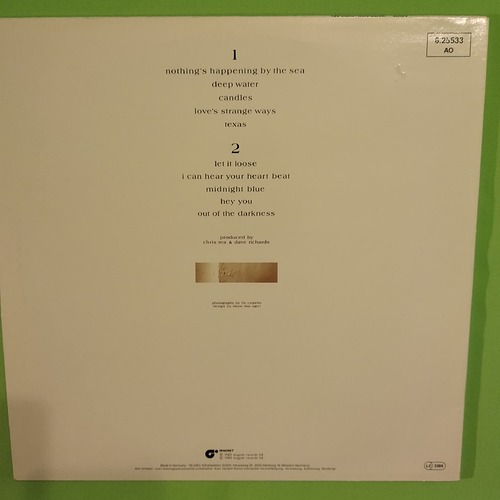 6.25533
AO
1
nothing's happening by the sea
deep water
candles
love's strange ways
texas
2
let it loose
i can hear your heart beat
midnight blue
hey you
out of the darkness
produced by
chris rea & dave richards
MAGNET